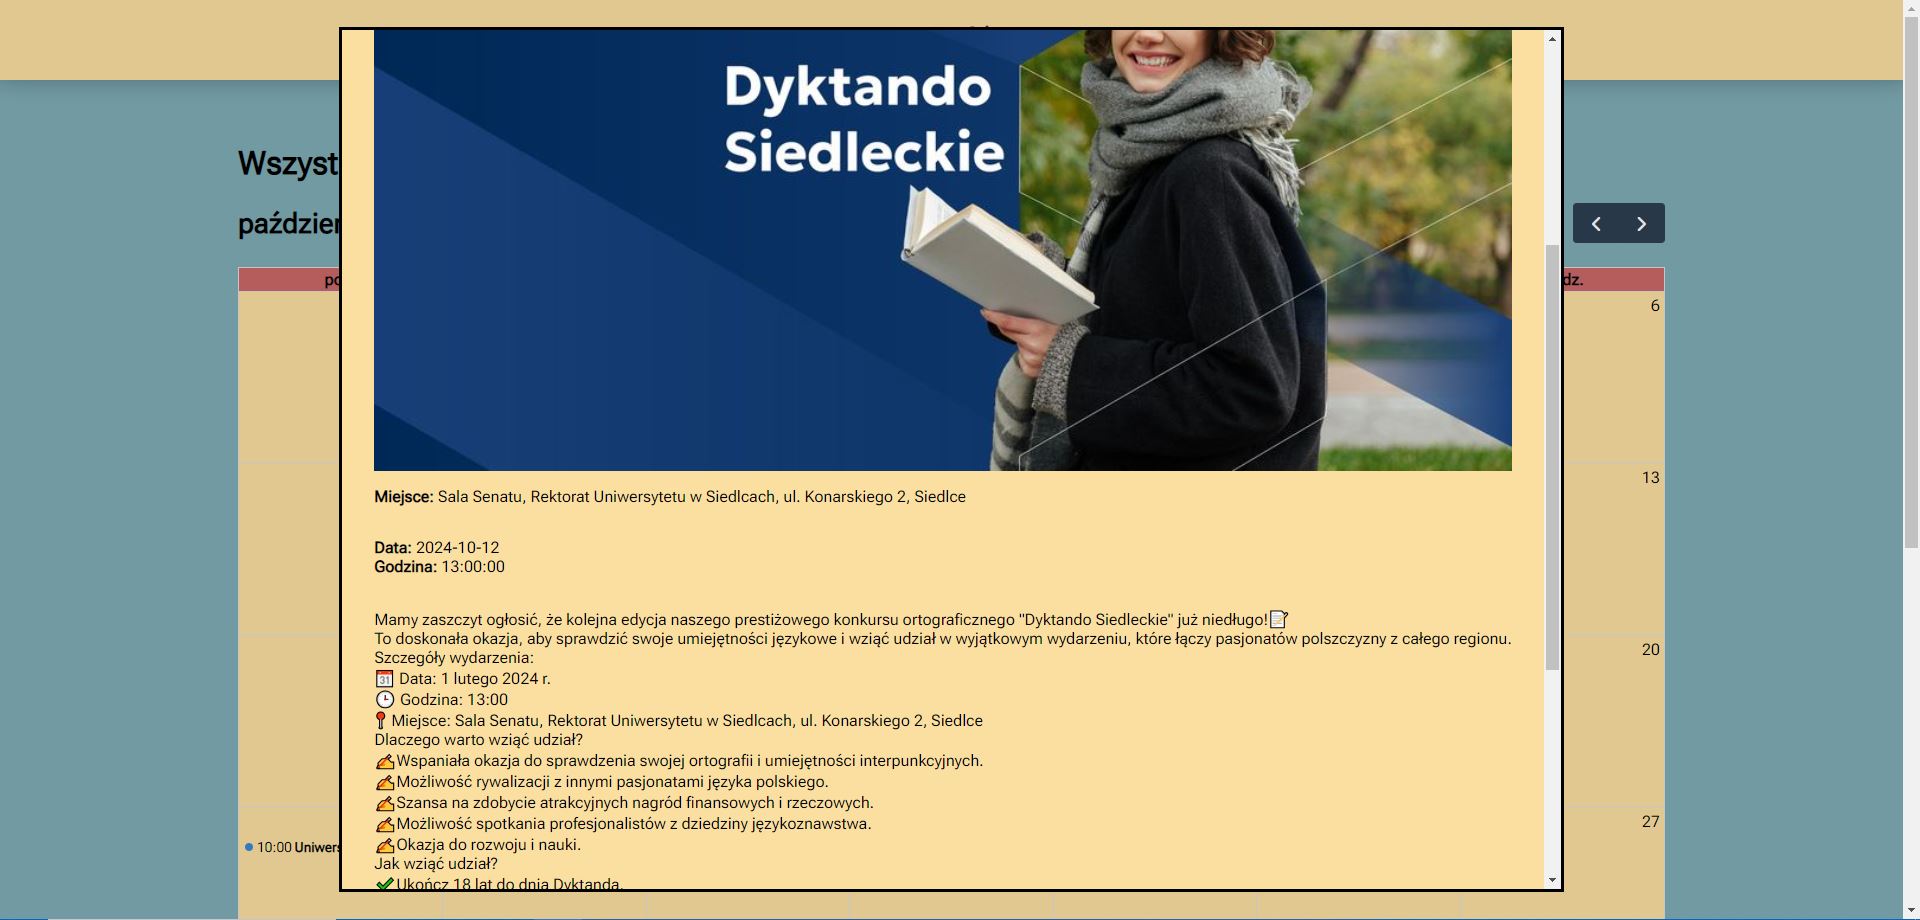 Dyktando
Siedleckie
Wszyst
paździer
dz.
6
13
20
27
10:00 Uniwers
Miejsce: Sala Senatu, Rektorat Uniwersytetu w Siedlcach, ul. Konarskiego 2, Siedlce
Data: 2024-10-12
Godzina: 13:00:00
Mamy zaszczyt ogłosić, że kolejna edycja naszego prestiżowego konkursu ortograficznego "Dyktando Siedleckie" już niedługo!📝
To doskonała okazja, aby sprawdzić swoje umiejętności językowe i wziąć udział w wyjątkowym wydarzeniu, które łączy pasjonatów polszczyzny z całego regionu.
Szczegóły wydarzenia:
📅 Data: 1 lutego 2024 r.
🕒 Godzina: 13:00
📍 Miejsce: Sala Senatu, Rektorat Uniwersytetu w Siedlcach, ul. Konarskiego 2, Siedlce
Dlaczego warto wziąć udział?
✍Wspaniała okazja do sprawdzenia swojej ortografii i umiejętności interpunkcyjnych.
✍Możliwość rywalizacji z innymi pasjonatami języka polskiego.
✍Szansa na zdobycie atrakcyjnych nagród finansowych i rzeczowych.
✍Możliwość spotkania profesjonalistów z dziedziny językoznawstwa.
✍Okazja do rozwoju i nauki.
Jak wziąć udział?
✔Ukończ 18 lat do dnia Dyktanda.